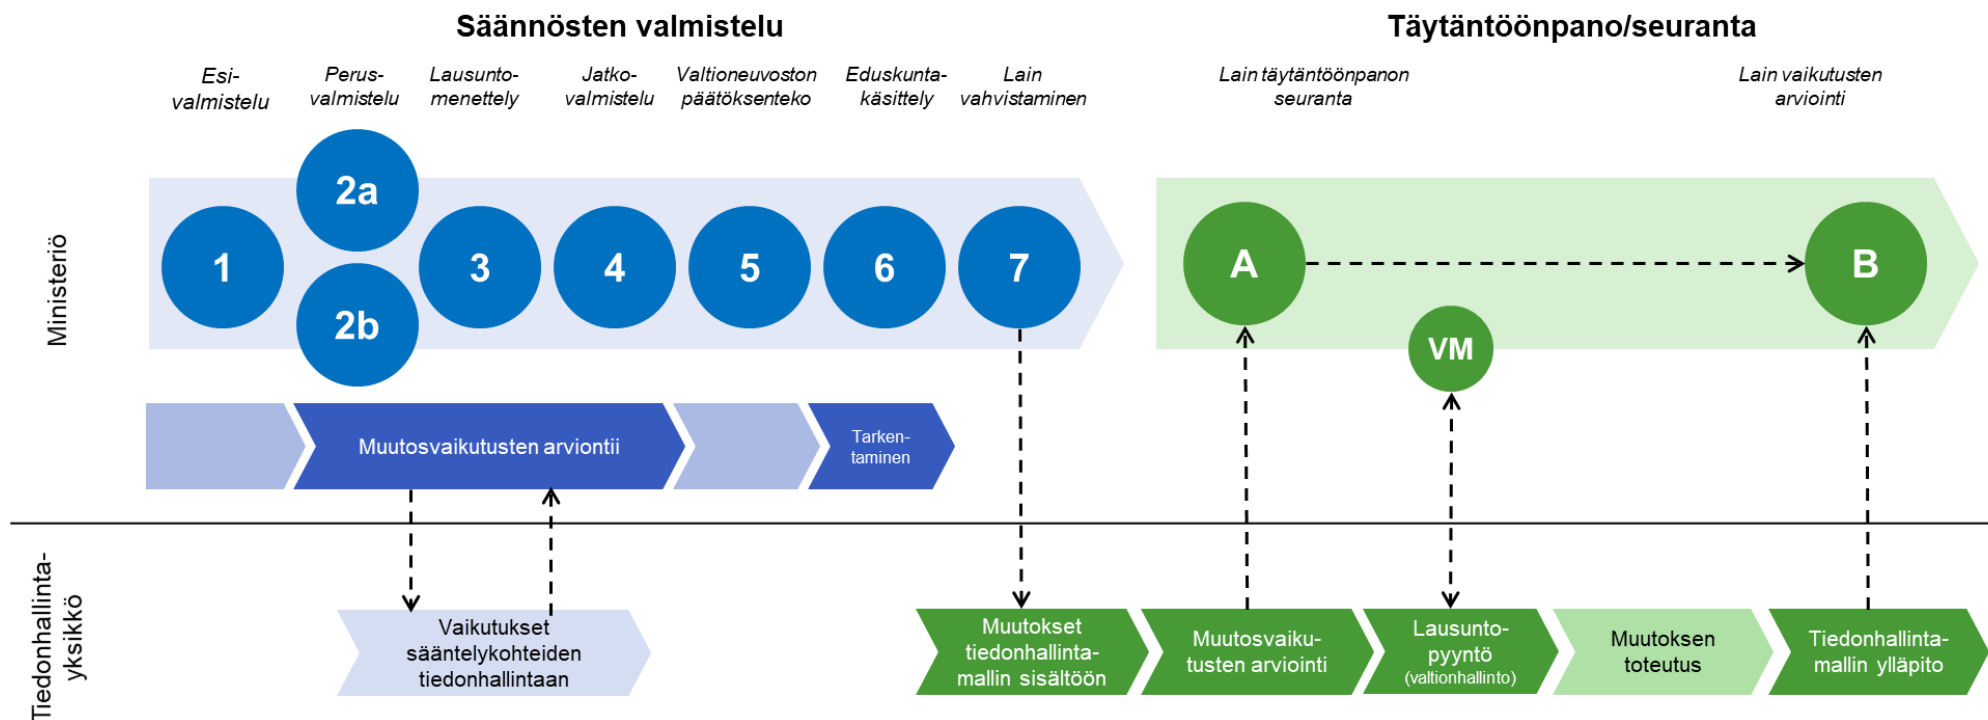 Säännösten valmistelu
Täytäntöönpano/seuranta
Esi-
valmistelu
Perus-
valmistelu
Lausunto-
menettely
Jatko-
valmistelu
Valtioneuvoston
päätöksenteko
Eduskunta-
käsittely
Lain
vahvistaminen
Lain täytäntöönpanon
seuranta
Lain vaikutusten
arviointi
Ministeriö
1
2a
2b
3
4
5
6
7
A
B
VM
Muutosvaikutusten arviontii
Tarken-
taminen
Tiedonhallinta-
yksikkö
Vaikutukset
sääntelykohteiden
tiedonhallintaan
Muutokset
tiedonhallinta-
mallin sisältöön
Muutosvaiku-
tusten arviointi
Lausunto-
pyyntö
(valtionhallinto)
Muutoksen
toteutus
Tiedonhallinta-
mallin ylläpito